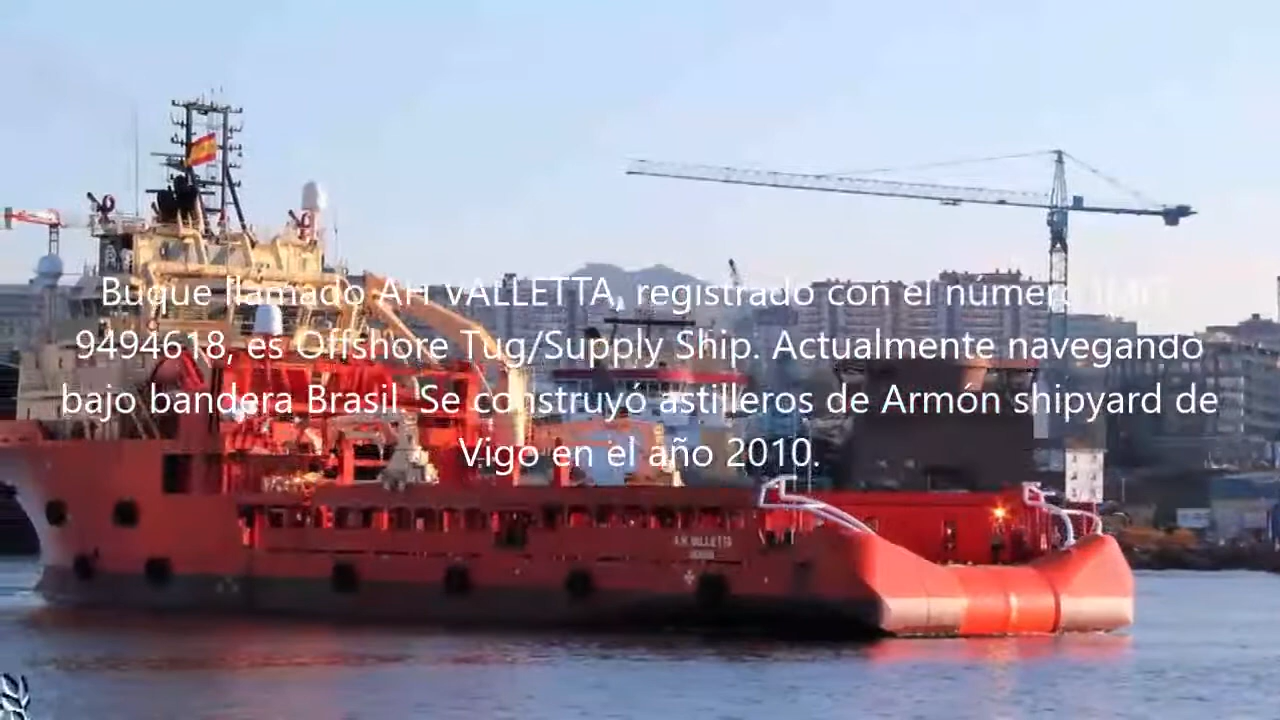 Buque llamado AH VALLETTA, registrado con el número IMO
9494618, es Offshore Tug/Supply Ship. Actualmente navegando
bajo bandera Brasil. Se construyó astilleros de Armón shipyard de
Vigo en el año 2010.
A.H. VALLETTA